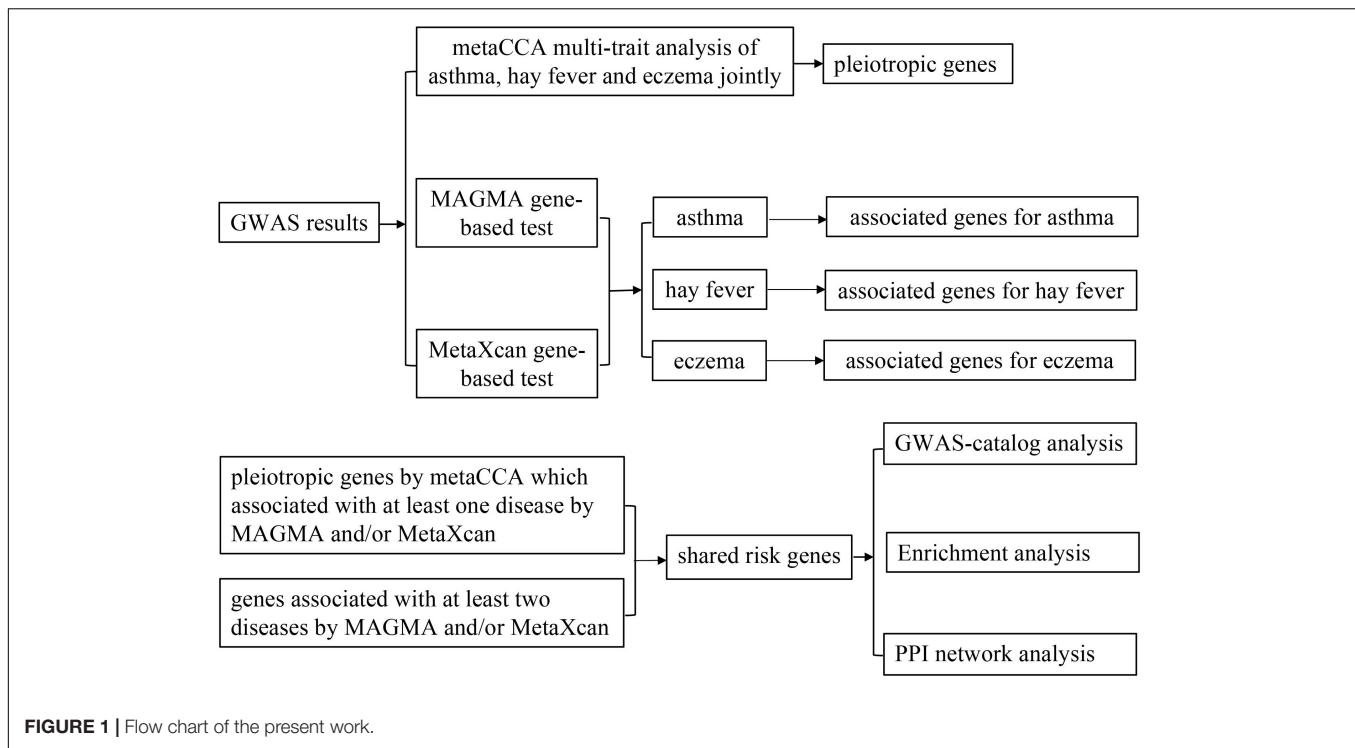 metaCCA multi-trait analysis of
asthma, hay fever and eczema jointly
pleiotropic genes
GWAS results
MAGMA gene-
based test
MetaXcan gene-
based test
asthma
associated genes for asthma
hay fever
associated genes for hay fever
eczema
associated genes for eczema
pleiotropic genes by metaCCA which
associated with at least one disease by
MAGMA and/or MetaXcan
genes associated with at least two
diseases by MAGMA and/or MetaXcan
shared risk genes
GWAS-catalog analysis
Enrichment analysis
PPI network analysis
FIGURE 1 | Flow chart of the present work.